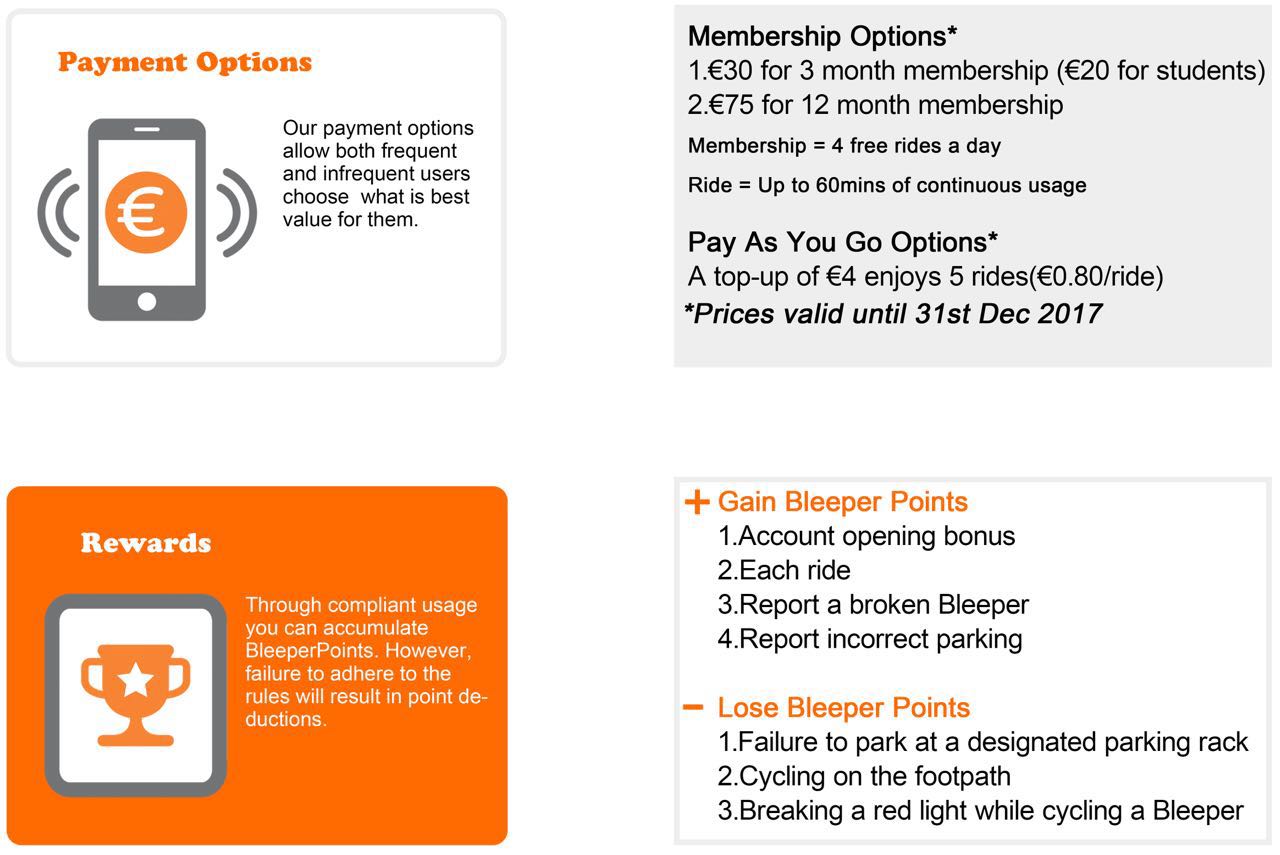 Payment Options
Our payment options
allow both frequent
and infrequent users
choose what is best
value for them.
€
Membership Options*
1.€30 for 3 month membership (€20 for students)
2.€75 for 12 month membership
Membership = 4 free rides a day
Ride = Up to 60mins of continuous usage
Pay As You Go Options*
A top-up of €4 enjoys 5 rides(€0.80/ride)
*Prices valid until 31st Dec 2017
Rewards
Through compliant usage
you can accumulate
BleeperPoints. However,
failure to adhere to the
rules will result in point de-
ductions.
+ Gain Bleeper Points
1.Account opening bonus
2.Each ride
3.Report a broken Bleeper
4.Report incorrect parking
− Lose Bleeper Points
1.Failure to park at a designated parking rack
2.Cycling on the footpath
3.Breaking a red light while cycling a Bleeper